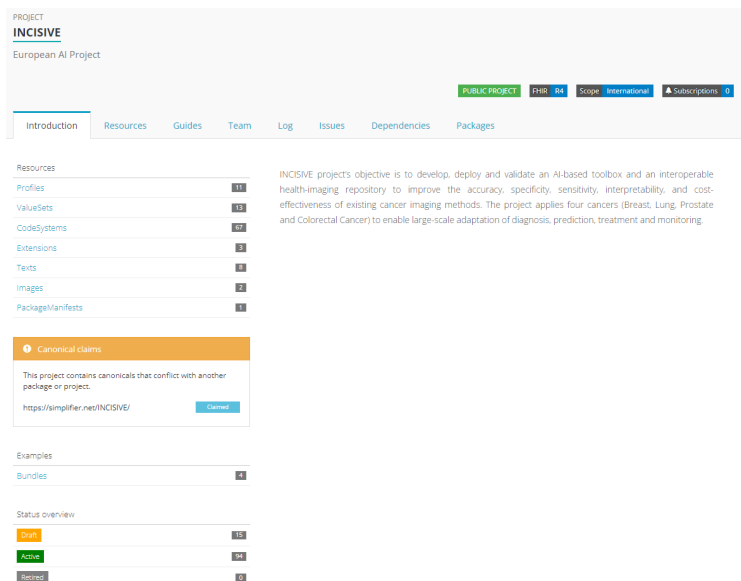 PROJECT
INCISIVE
European AI Project
PUBLIC PROJECT FHIR R4 Scope International Subscriptions 0
Introduction Resources Guides Team Log Issues Dependencies Packages
Resources
Profiles 11
ValueSets 13
CodeSystems 67
Extensions 3
Texts 8
Images 2
PackageManifests 1
Canonical claims
This project contains canonicals that conflict with another
package or project.
https://simplifier.net/INCISIVE/ Claimed
Examples
Bundles 4
Status overview
Draft 15
Active 94
Retired 0
INCISIVE project's objective is to develop, deploy and validate an AI-based toolbox and an interoperable
health-imaging repository to improve the accuracy, specificity, sensitivity, interpretability, and cost-
effectiveness of existing cancer imaging methods. The project applies four cancers (Breast, Lung, Prostate
and Colorectal Cancer) to enable large-scale adaptation of diagnosis, prediction, treatment and monitoring.